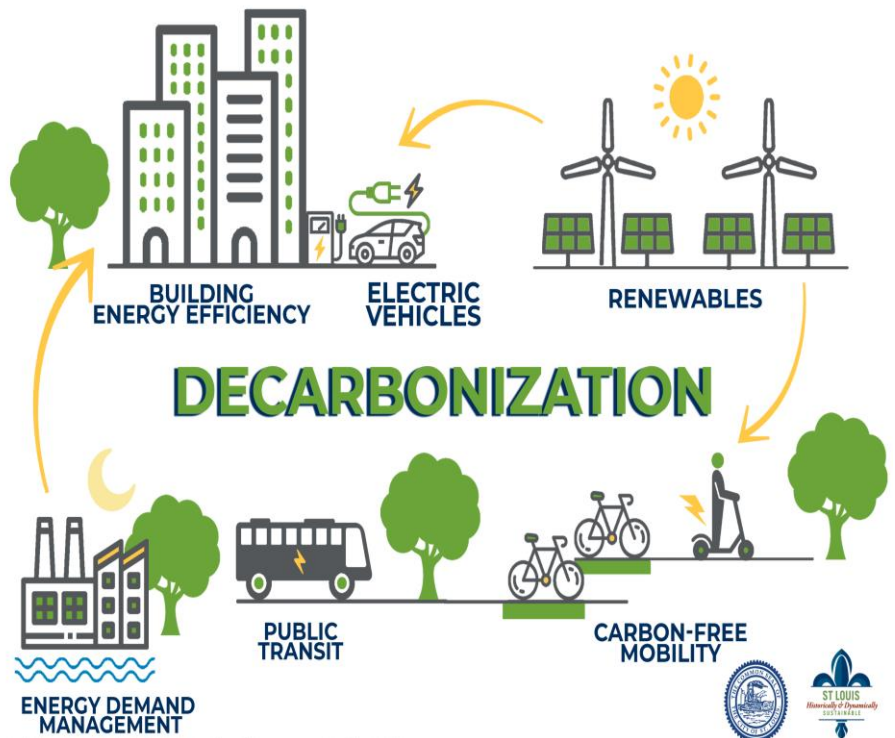 BUILDING
ENERGY EFFICIENCY
ELECTRIC
VEHICLES
RENEWABLES
DECARBONIZATION
PUBLIC
TRANSIT
CARBON-FREE
MOBILITY
ENERGY DEMAND
MANAGEMENT
ST LOUIS
Historically & Dynamically
SUSTAINABLE